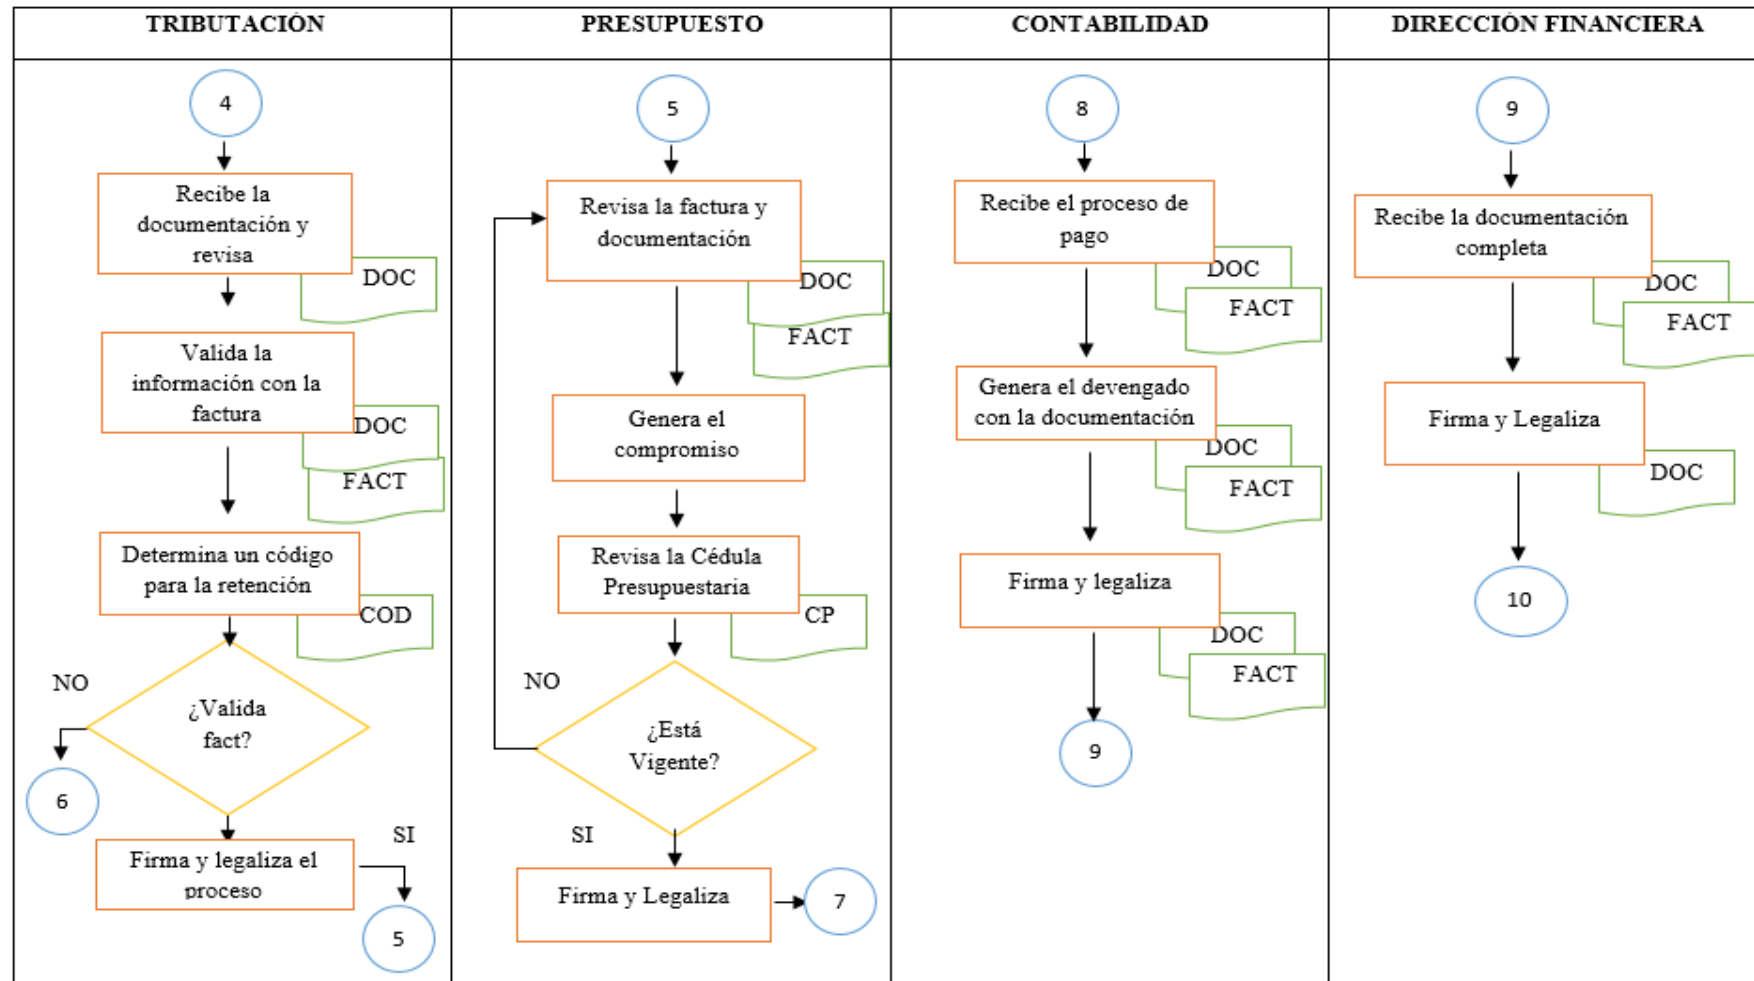 TRIBUTACIÓN
4
Recibe la
documentación y
revisa
DOC
Valida la
información con la
factura
DOC
FACT
Determina un código
para la retención
COD
NO
¿Valida
fact?
6
SI
Firma y legaliza el
proceso
5
PRESUPUESTO
5
Revisa la factura y
documentación
DOC
FACT
Genera el
compromiso
Revisa la Cédula
Presupuestaria
CP
NO
¿Está
Vigente?
SI
Firma y Legaliza
7
CONTABILIDAD
8
Recibe el proceso de
pago
DOC
FACT
Genera el devengado
con la documentación
DOC
FACT
Firma y legaliza
DOC
FACT
9
DIRECCIÓN FINANCIERA
9
Recibe la documentación
completa
DOC
FACT
Firma y Legaliza
DOC
10